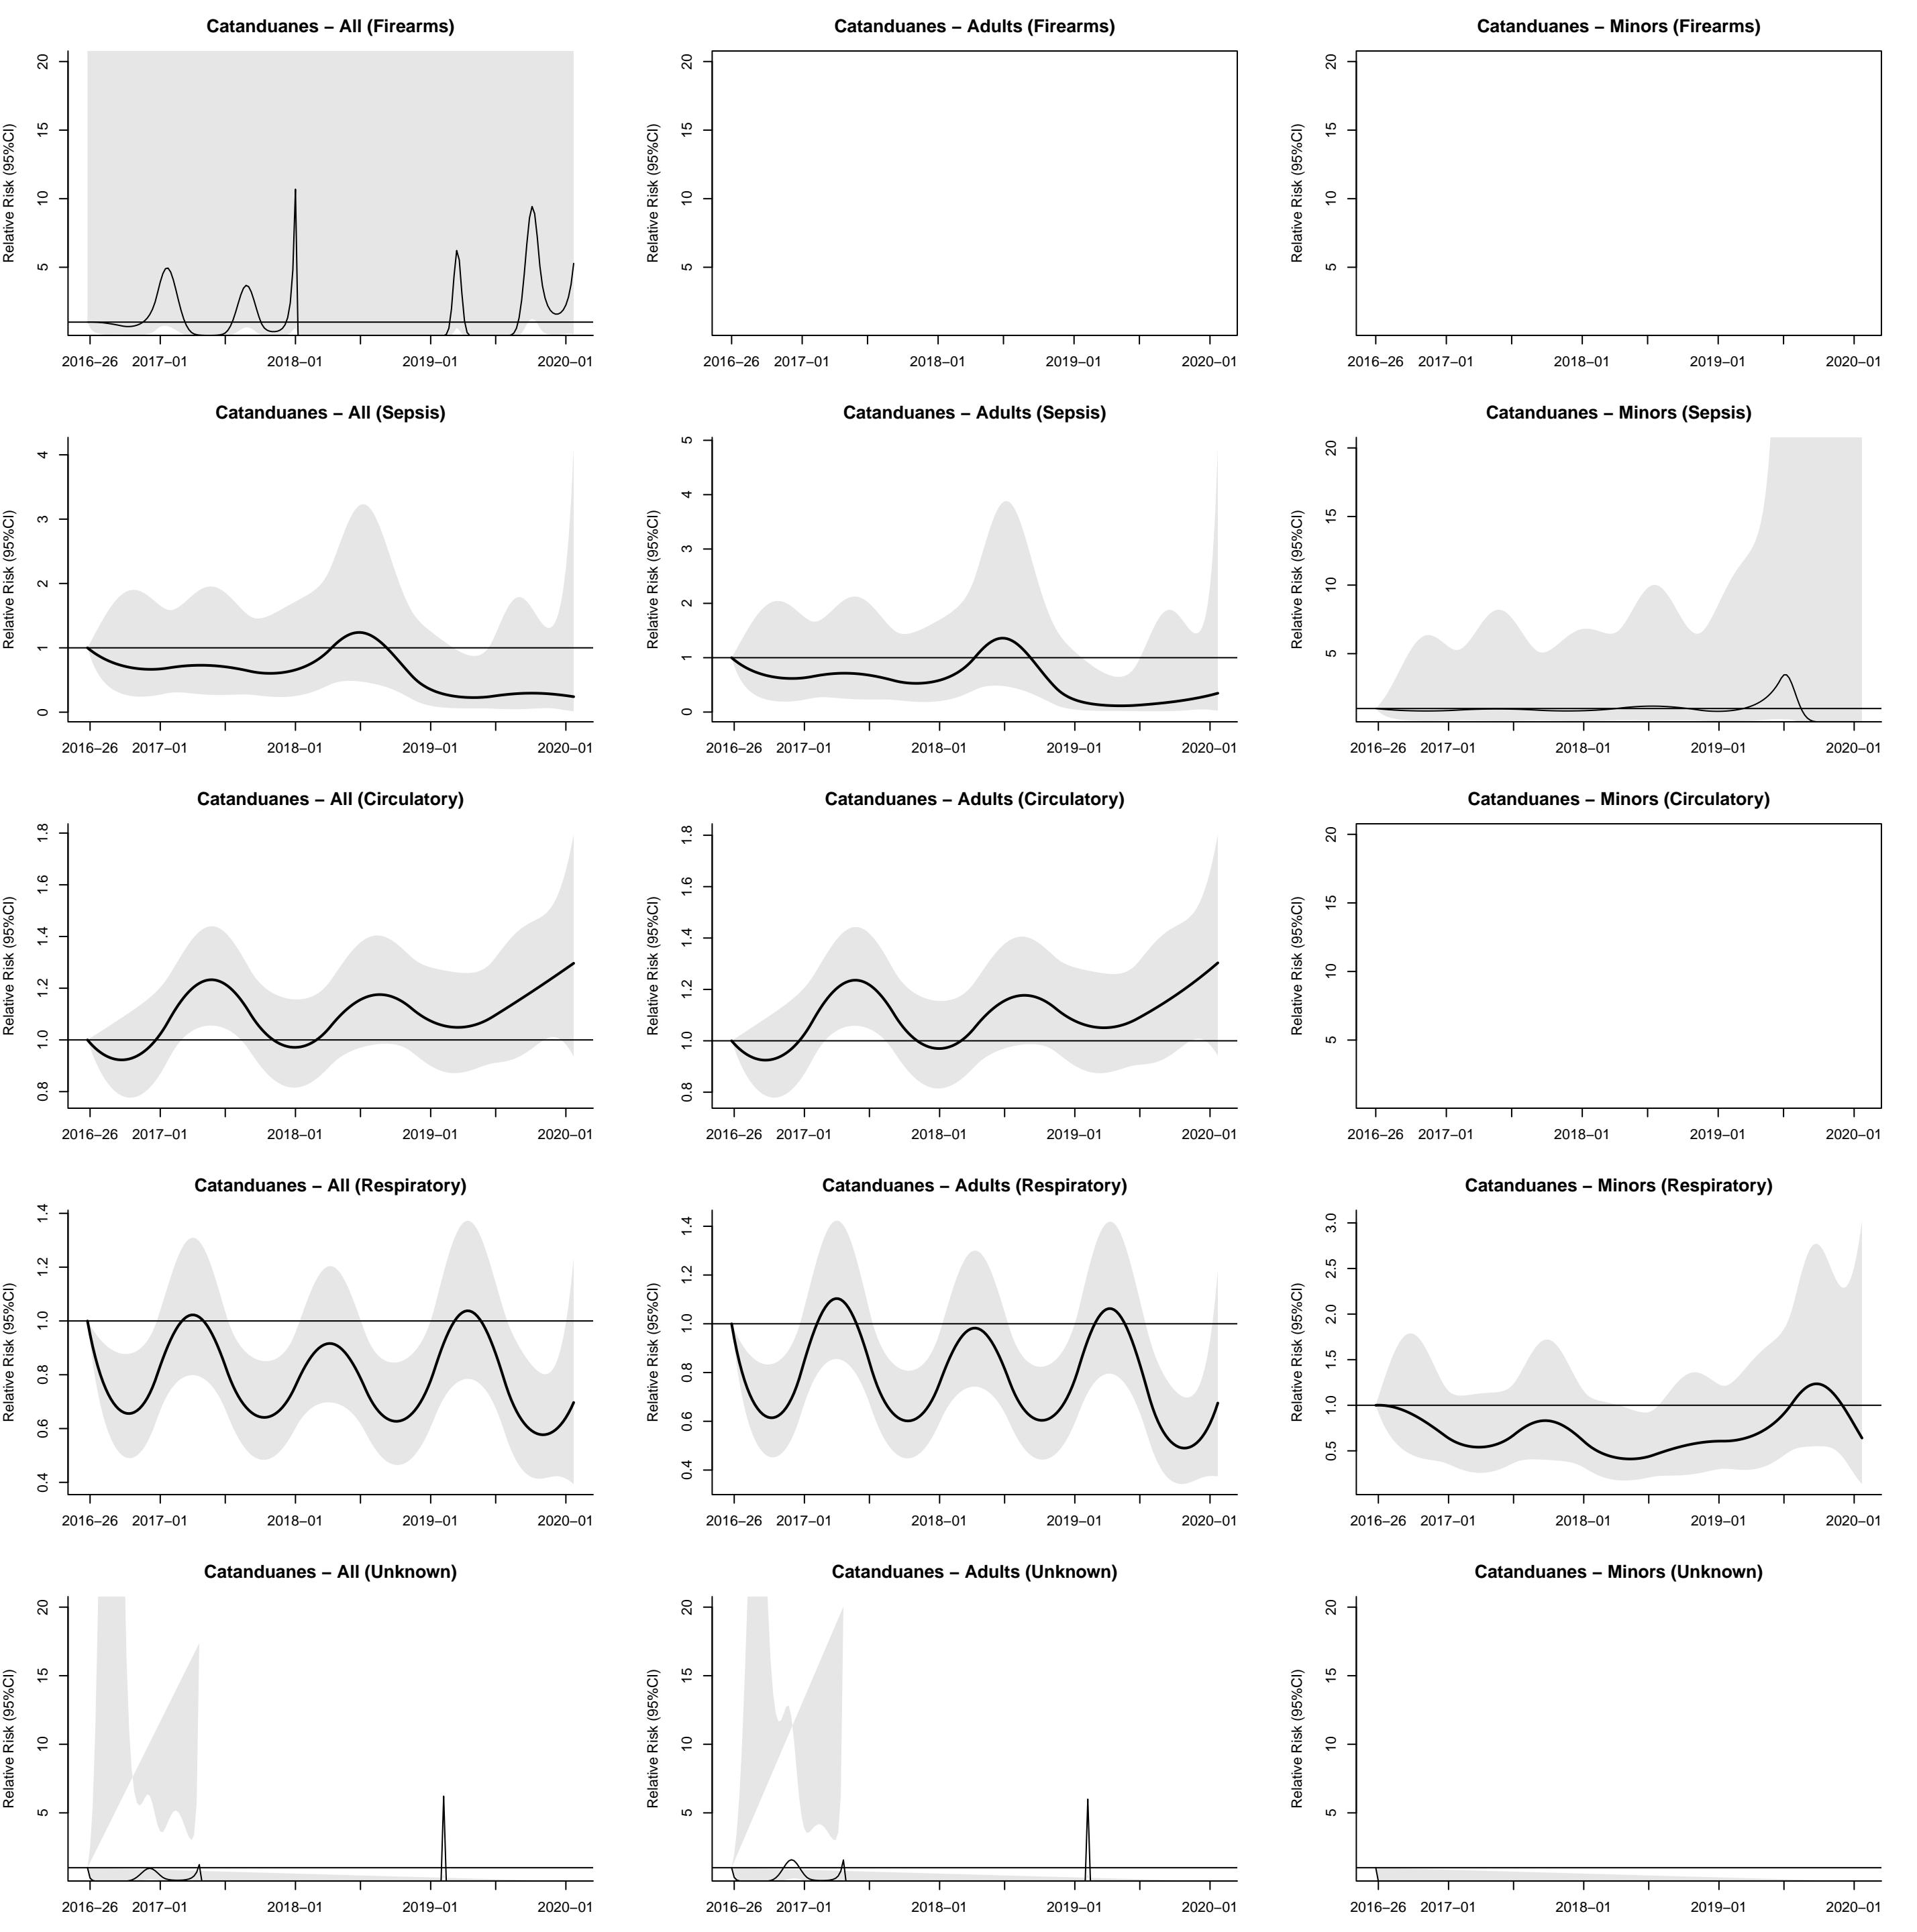 Catanduanes − All (Firearms)
Relative Risk (95%CI)
5 10 15 20
2016−26 2017−01 2018−01 2019−01 2020−01
Catanduanes − Adults (Firearms)
Relative Risk (95%CI)
5 10 15 20
2016−26 2017−01 2018−01 2019−01 2020−01
Catanduanes − Minors (Firearms)
Relative Risk (95%CI)
5 10 15 20
2016−26 2017−01 2018−01 2019−01 2020−01
Catanduanes − All (Sepsis)
Relative Risk (95%CI)
0 1 2 3 4
2016−26 2017−01 2018−01 2019−01 2020−01
Catanduanes − Adults (Sepsis)
Relative Risk (95%CI)
0 1 2 3 4 5
2016−26 2017−01 2018−01 2019−01 2020−01
Catanduanes − Minors (Sepsis)
Relative Risk (95%CI)
5 10 15 20
2016−26 2017−01 2018−01 2019−01 2020−01
Catanduanes − All (Circulatory)
Relative Risk (95%CI)
0.8 1.0 1.2 1.4 1.6 1.8
2016−26 2017−01 2018−01 2019−01 2020−01
Catanduanes − Adults (Circulatory)
Relative Risk (95%CI)
0.8 1.0 1.2 1.4 1.6 1.8
2016−26 2017−01 2018−01 2019−01 2020−01
Catanduanes − Minors (Circulatory)
Relative Risk (95%CI)
5 10 15 20
2016−26 2017−01 2018−01 2019−01 2020−01
Catanduanes − All (Respiratory)
Relative Risk (95%CI)
0.4 0.6 0.8 1.0 1.2 1.4
2016−26 2017−01 2018−01 2019−01 2020−01
Catanduanes − Adults (Respiratory)
Relative Risk (95%CI)
0.4 0.6 0.8 1.0 1.2 1.4
2016−26 2017−01 2018−01 2019−01 2020−01
Catanduanes − Minors (Respiratory)
Relative Risk (95%CI)
0.5 1.0 1.5 2.0 2.5 3.0
2016−26 2017−01 2018−01 2019−01 2020−01
Catanduanes − All (Unknown)
Relative Risk (95%CI)
5 10 15 20
2016−26 2017−01 2018−01 2019−01 2020−01
Catanduanes − Adults (Unknown)
Relative Risk (95%CI)
5 10 15 20
2016−26 2017−01 2018−01 2019−01 2020−01
Catanduanes − Minors (Unknown)
Relative Risk (95%CI)
5 10 15 20
2016−26 2017−01 2018−01 2019−01 2020−01